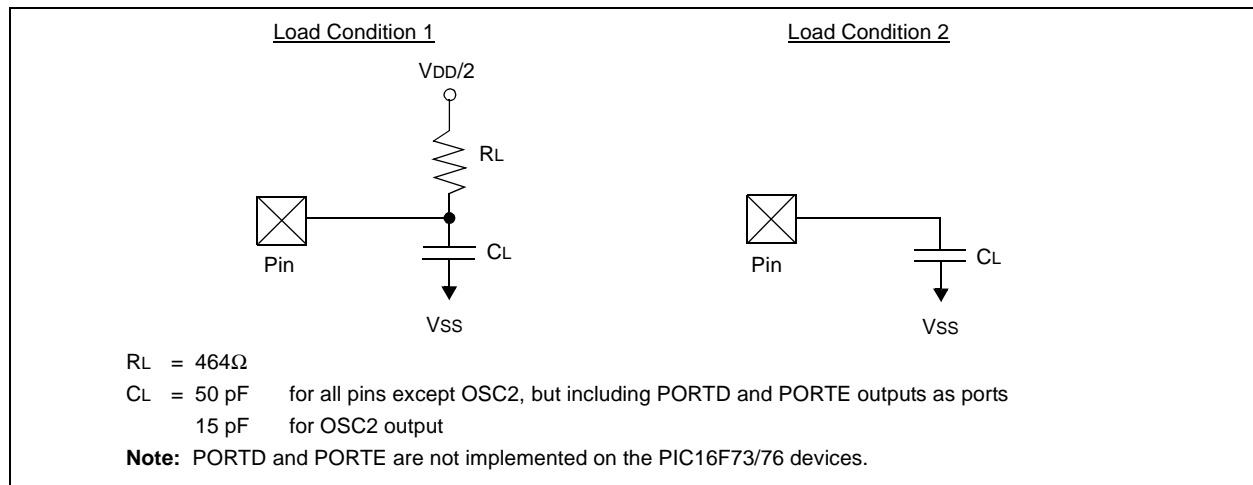 Load Condition 1
Load Condition 2
VDD/2
RL
Pin
CL
VSS
Pin
CL
VSS
RL = 464Ω
CL = 50 pF for all pins except OSC2, but including PORTD and PORTE outputs as ports
15 pF for OSC2 output
Note: PORTD and PORTE are not implemented on the PIC16F73/76 devices.